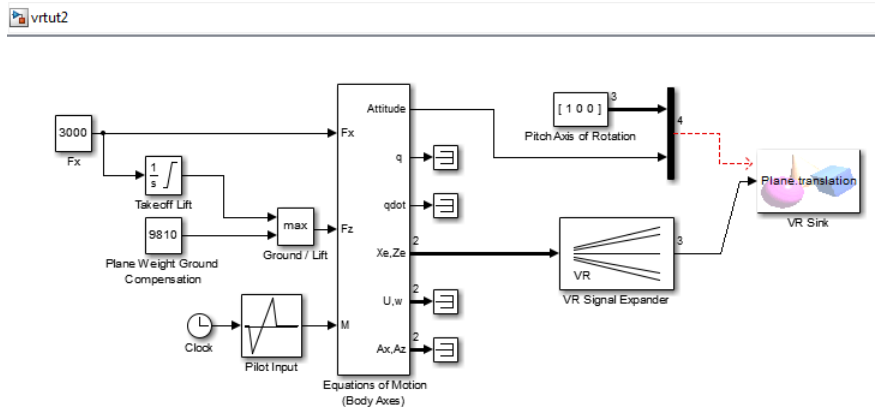 vrtut2
3000
Fx
1
s
Takeoff Lift
9810
Plane Weight Ground
Compensation
max
Ground / Lift
Clock
Pilot Input
Fx
Fz
M
Attitude
q
qdot
Xe,Ze
U,w
Ax,Az
Equations of Motion
(Body Axes)
2
2
2
[ 1 0 0 ]
3
Pitch Axis of Rotation
4
VR
VR Signal Expander
3
Plane.translation
VR Sink